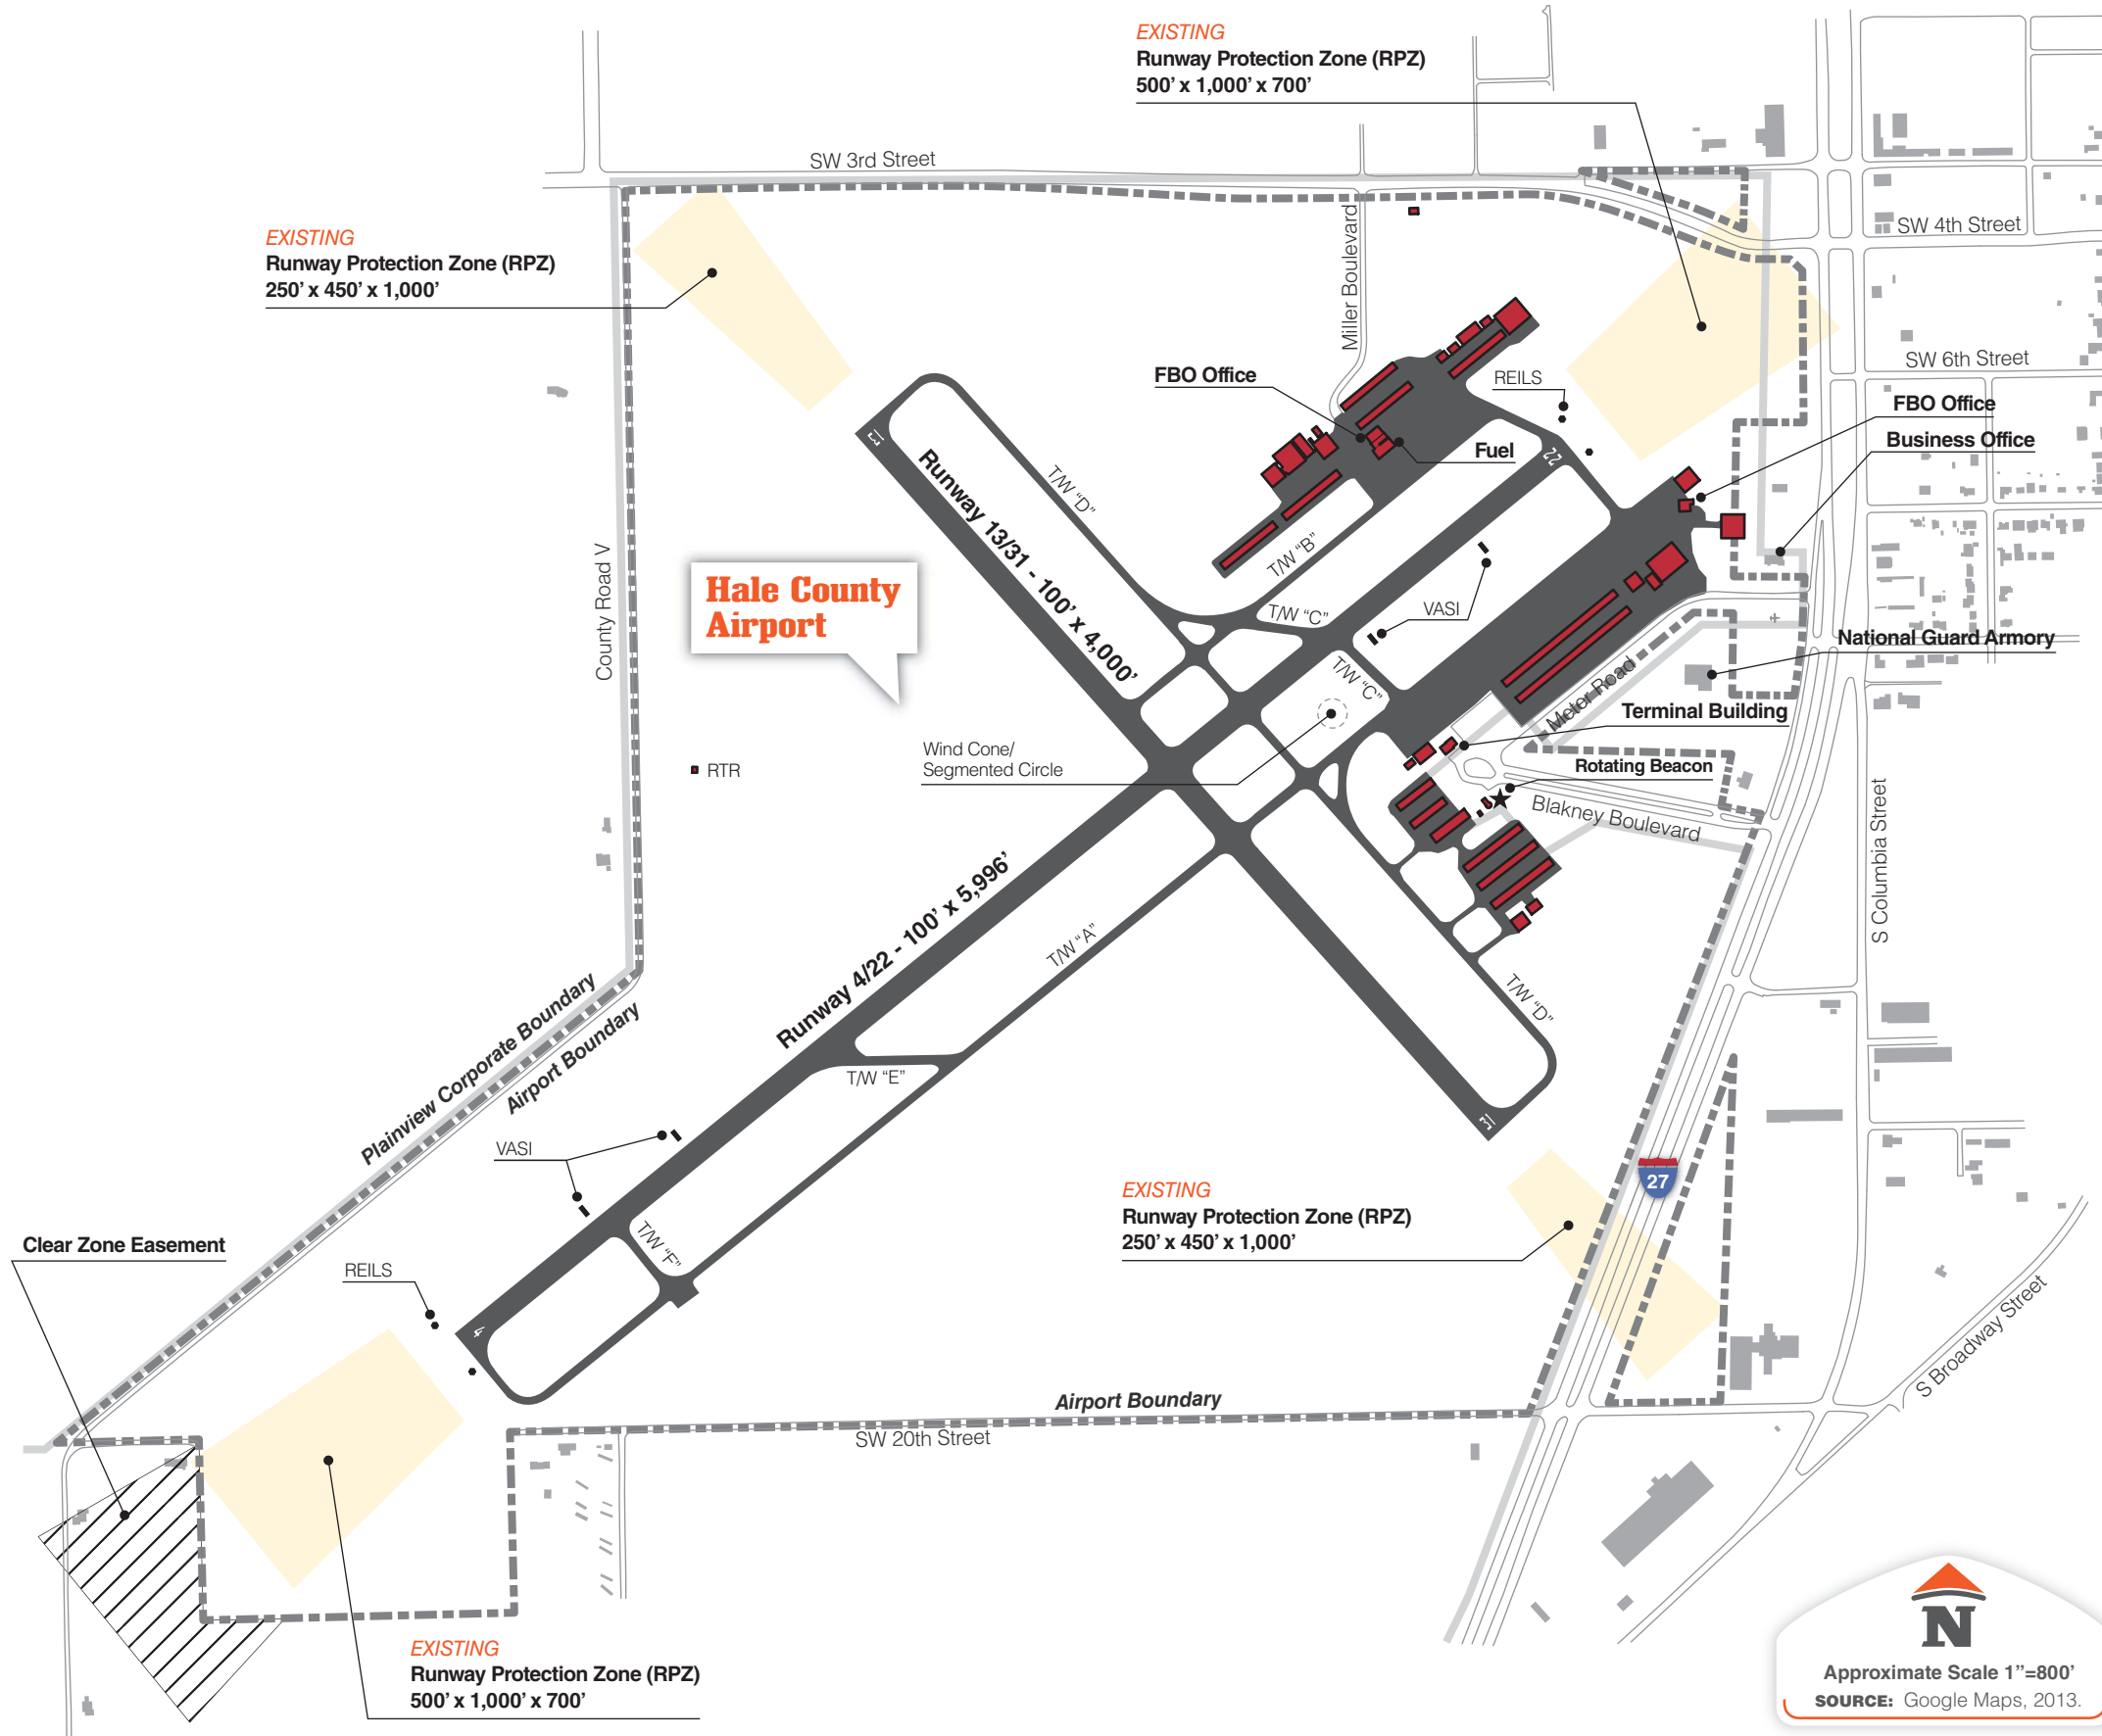 EXISTING
Runway Protection Zone (RPZ)
500’ x 1,000’ x 700’
SW 3rd Street
SW 4th Street
EXISTING
Runway Protection Zone (RPZ)
250’ x 450’ x 1,000’
Miller Boulevard
SW 6th Street
FBO Office
REILS
FBO Office
Business Office
Fuel
13
22
Runway 13/31 - 100’ x 4,000’
T/W “D”
T/W “B”
County Road V
Hale County
Airport
T/W “C”
VASI
National Guard Armory
T/W “C”
Meter Road
Terminal Building
Wind Cone/
Segmented Circle
RTR
Rotating Beacon
Blakney Boulevard
S Columbia Street
Runway 4/22 - 100’ x 5,996’
T/W “A”
T/W “D”
Plainview Corporate Boundary
Airport Boundary
T/W “E”
31
VASI
27
EXISTING
Runway Protection Zone (RPZ)
250’ x 450’ x 1,000’
T/W “F”
Clear Zone Easement
REILS
4
S Broadway Street
Airport Boundary
SW 20th Street
EXISTING
Runway Protection Zone (RPZ)
500’ x 1,000’ x 700’
N
Approximate Scale 1”=800’
SOURCE: Google Maps, 2013.